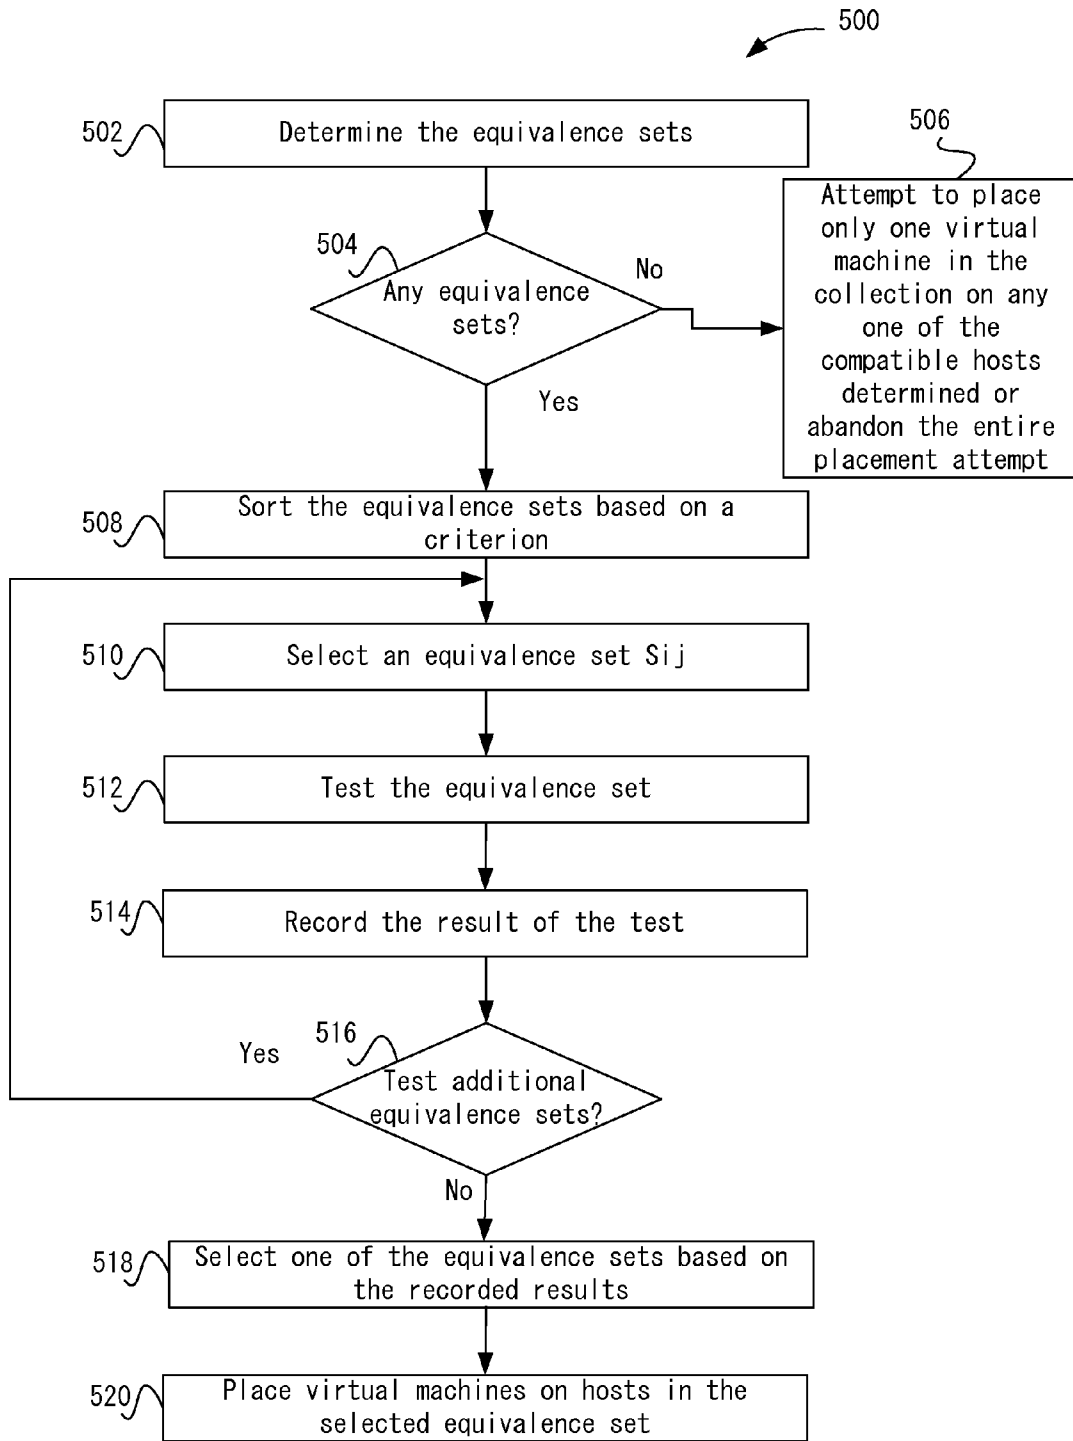 500
502
Determine the equivalence sets
506
Attempt to place
only one virtual
machine in the
collection on any
one of the
compatible hosts
determined or
abandon the entire
placement attempt
504
Any equivalence
sets?
No
Yes
508
Sort the equivalence sets based on a
criterion
510
Select an equivalence set Sij
512
Test the equivalence set
514
Record the result of the test
516
Yes
Test additional
equivalence sets?
No
518
Select one of the equivalence sets based on
the recorded results
520
Place virtual machines on hosts in the
selected equivalence set